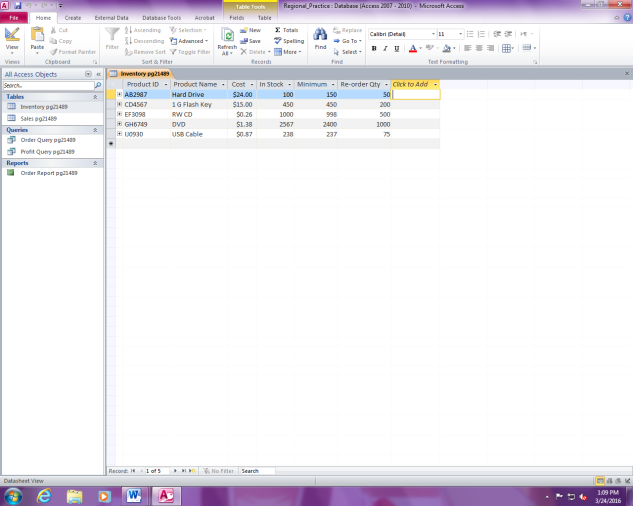 Table Tools
Regional_Practice : Database (Access 2007 - 2010) - Microsoft Access
File Home Create External Data Database Tools Acrobat Fields Table
View
Views
Paste
Cut
Copy
Format Painter
Clipboard
Filter
Ascending
Descending
Remove Sort
Selection
Advanced
Toggle Filter
Sort & Filter
Refresh All
New
Save
Delete
Totals
Spelling
More
Records
Find
Replace
Go To
Select
Find
Calibri (Detail) 11
B I U
Text Formatting
All Access Objects
Search...
Tables
Inventory pg21489
Sales pg21489
Queries
Order Query pg21489
Profit Query pg21489
Reports
Order Report pg21489
Inventory pg21489
Product ID Product Name Cost In Stock Minimum Re-order Qty Click to Add
AB2987 Hard Drive $24.00 100 150 50
CD4567 1 G Flash Key $15.00 450 450 200
EF3098 RW CD $0.26 1000 998 500
GH6749 DVD $1.38 2567 2400 1000
IJ0930 USB Cable $0.87 238 237 75
Record: 1 of 5 No Filter Search
Datasheet View
1:09 PM
3/24/2016